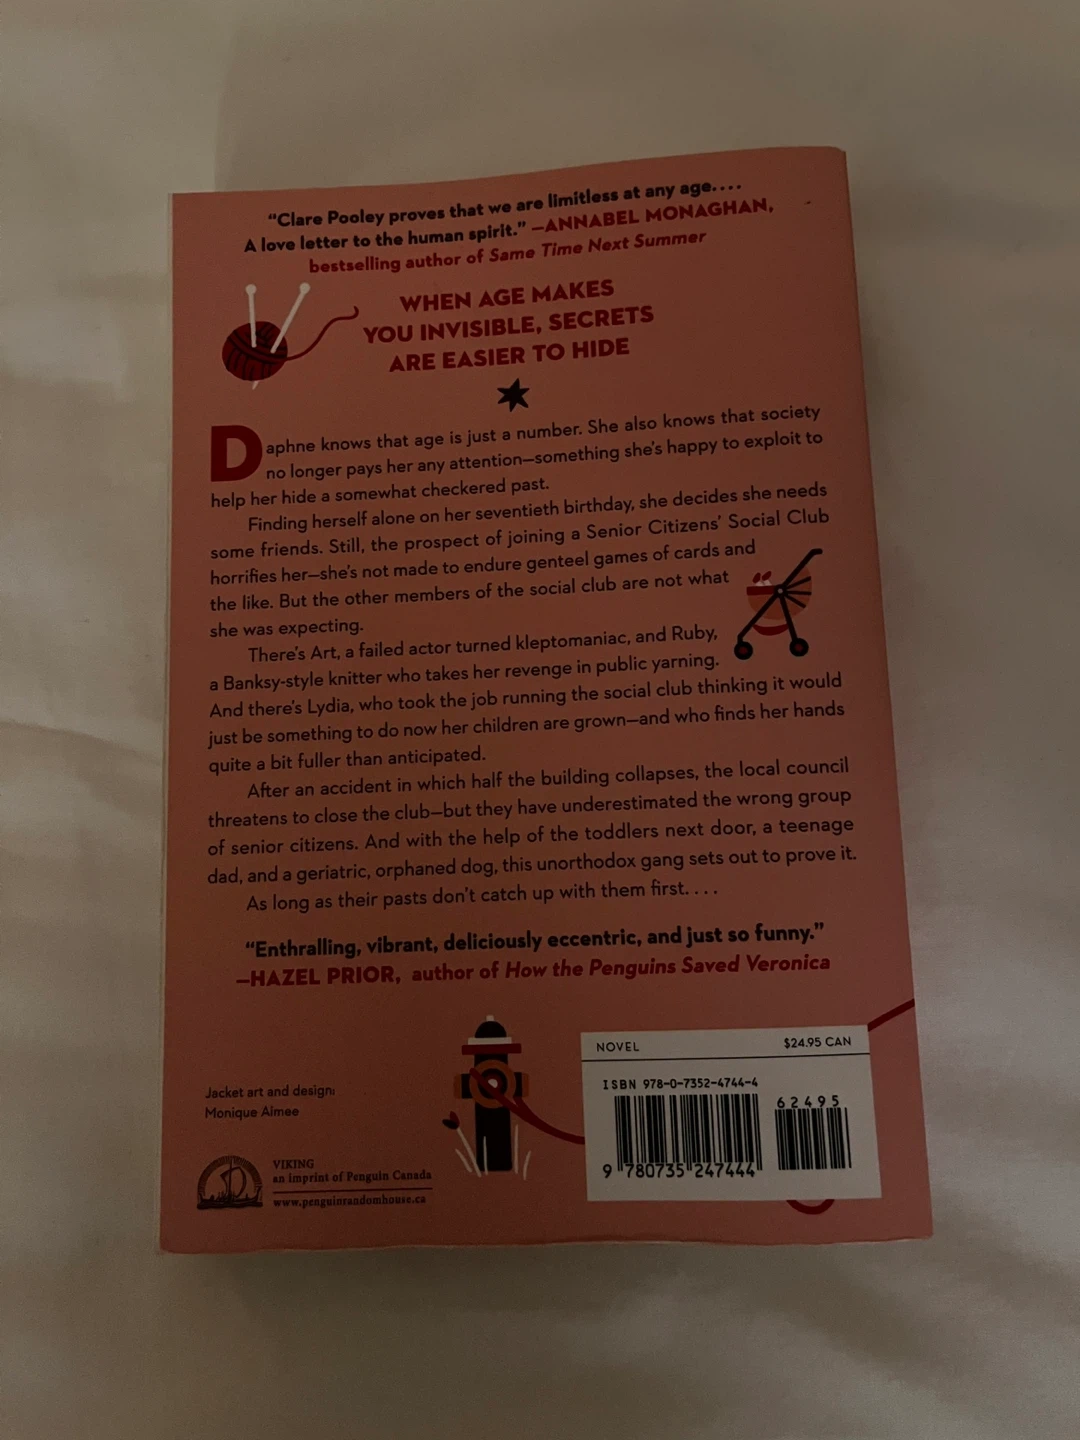 “Clare Pooley proves that we are limitless at any age....
A love letter to the human spirit.” —ANNABEL MONAGHAN,
bestselling author of Same Time Next Summer
WHEN AGE MAKES
YOU INVISIBLE, SECRETS
ARE EASIER TO HIDE
Daphne knows that age is just a number. She also knows that society
no longer pays her any attention—something she’s happy to exploit to
help her hide a somewhat checkered past.
Finding herself alone on her seventieth birthday, she decides she needs
some friends. Still, the prospect of joining a Senior Citizens’ Social Club
horrifies her—she’s not made to endure genteel games of cards and
the like. But the other members of the social club are not what
she was expecting.
There’s Art, a failed actor turned kleptomaniac, and Ruby,
a Banksy-style knitter who takes her revenge in public yarning.
And there’s Lydia, who took the job running the social club thinking it would
just be something to do now her children are grown—and who finds her hands
quite a bit fuller than anticipated.
After an accident in which half the building collapses, the local council
threatens to close the club—but they have underestimated the wrong group
of senior citizens. And with the help of the toddlers next door, a teenage
dad, and a geriatric, orphaned dog, this unorthodox gang sets out to prove it.
As long as their pasts don’t catch up with them first....
“Enthralling, vibrant, deliciously eccentric, and just so funny.”
—HAZEL PRIOR, author of How the Penguins Saved Veronica
NOVEL $24.95 CAN
ISBN 978-0-7352-4744-4
62495
9 780735 247444
Jacket art and design:
Monique Aimee
VIKING
an imprint of Penguin Canada
www.penguinrandomhouse.ca